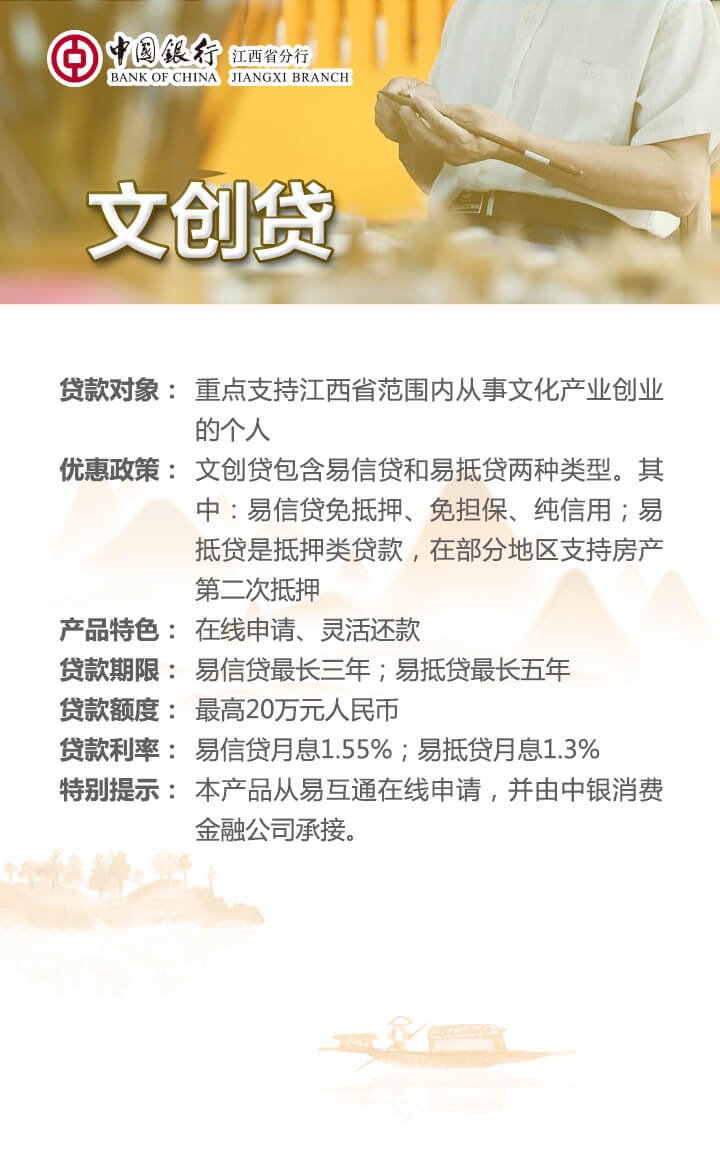 中国银行 江西省分行
BANK OF CHINA JIANGXI BRANCH
文创贷
贷款对象：重点支持江西省范围内从事文化产业创业
的个人
优惠政策：文创贷包含易信贷和易抵贷两种类型。其
中：易信贷免抵押、免担保、纯信用；易
抵贷是抵押类贷款，在部分地区支持房产
第二次抵押
产品特色：在线申请、灵活还款
贷款期限：易信贷最长三年；易抵贷最长五年
贷款额度：最高20万元人民币
贷款利率：易信贷月息1.55%；易抵贷月息1.3%
特别提示：本产品从易互通在线申请，并由中银消费
金融公司承接。